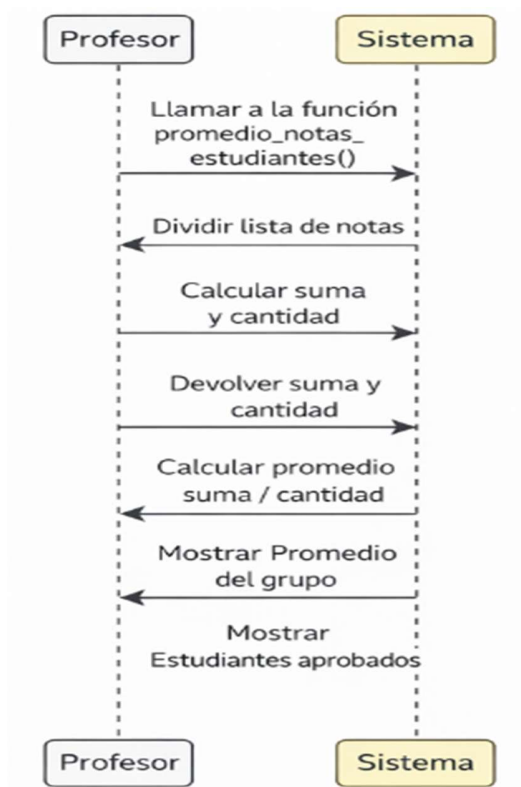 Profesor
Sistema
Llamar a la función
promedio_notas_
estudiantes()
Dividir lista de notas
Calcular suma
y cantidad
Devolver suma y
cantidad
Calcular promedio
suma / cantidad
Mostrar Promedio
del grupo
Mostrar
Estudiantes aprobados
Profesor
Sistema